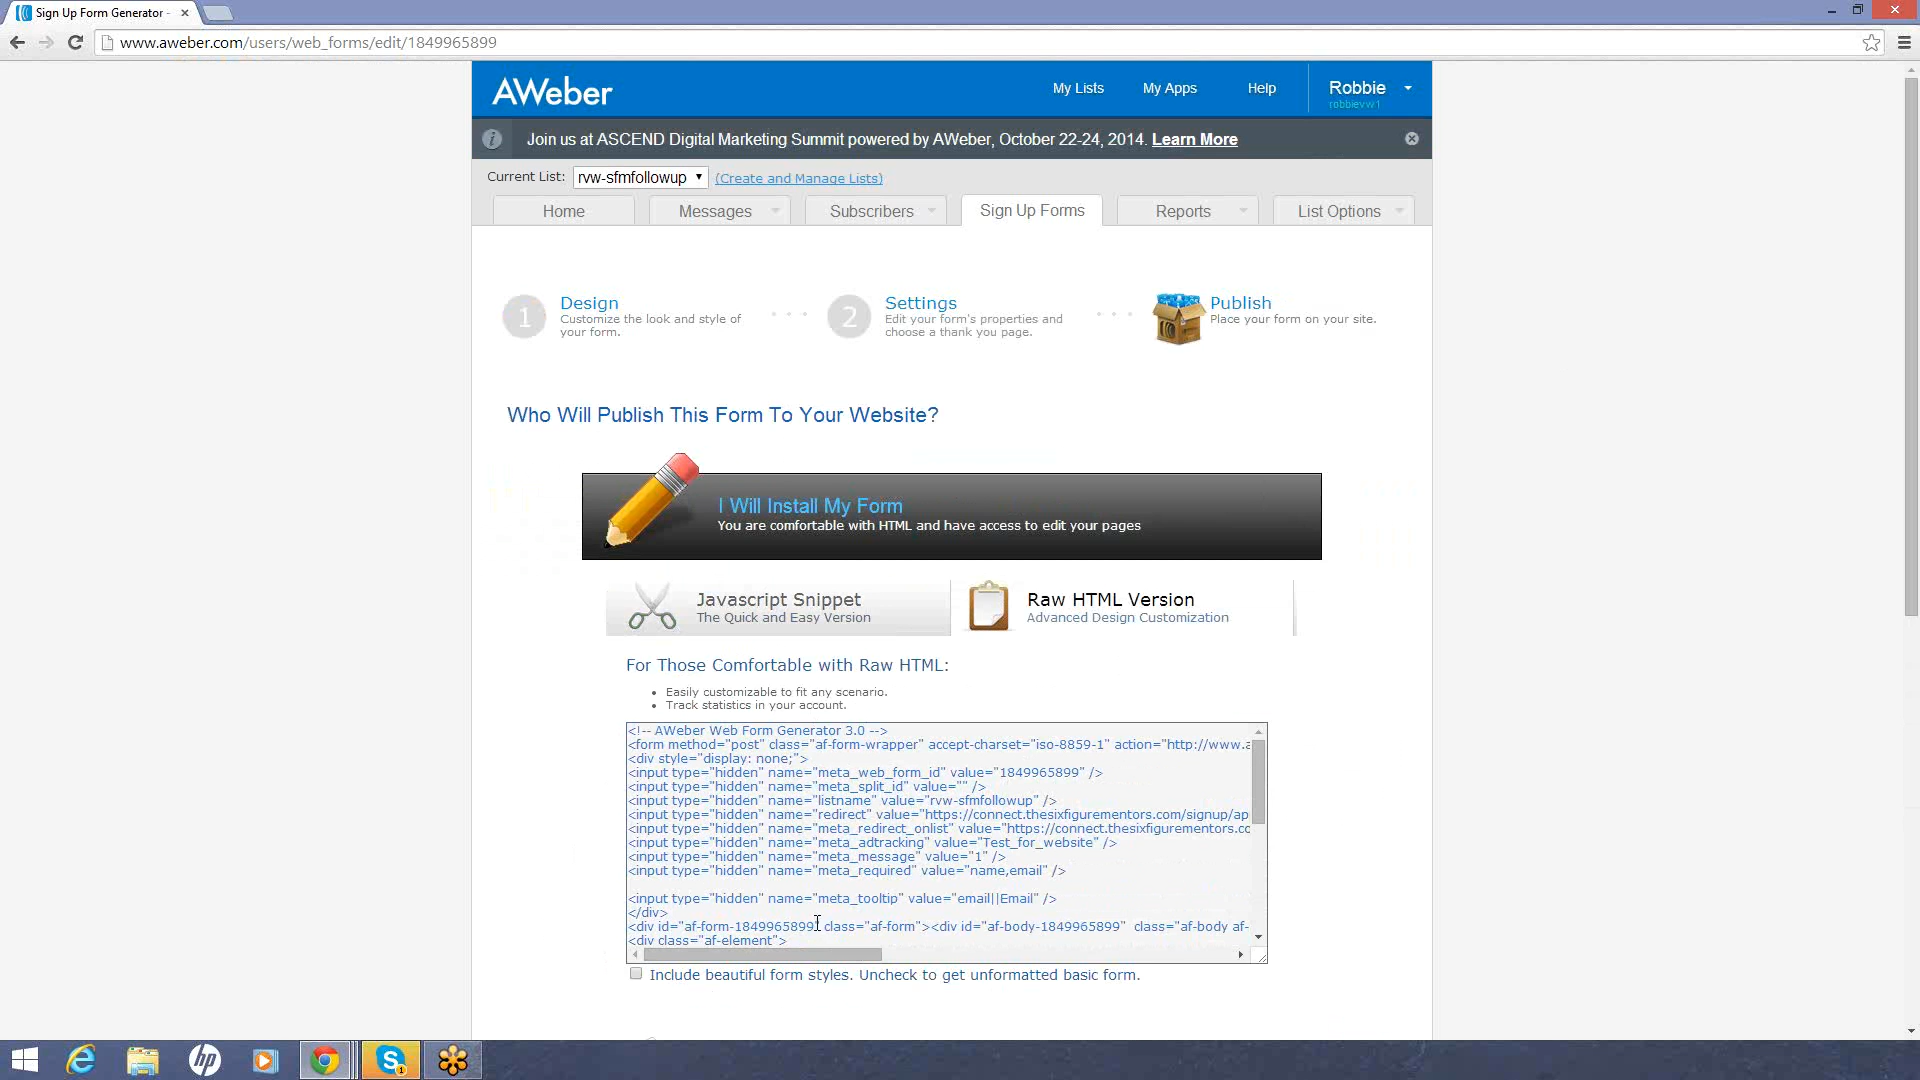 Sign Up Form Generator -
www.aweber.com/users/web_forms/edit/1849965899
AWeber
My Lists
My Apps
Help
Robbie
robbievw1
Join us at ASCEND Digital Marketing Summit powered by AWeber, October 22-24, 2014. Learn More
Current List: rvw-sfmfollowup (Create and Manage Lists)
Home
Messages
Subscribers
Sign Up Forms
Reports
List Options
1
Design
Customize the look and style of
your form.
2
Settings
Edit your form's properties and
choose a thank you page.
Publish
Place your form on your site.
Who Will Publish This Form To Your Website?
I Will Install My Form
You are comfortable with HTML and have access to edit your pages
Javascript Snippet
The Quick and Easy Version
Raw HTML Version
Advanced Design Customization
For Those Comfortable with Raw HTML:
• Easily customizable to fit any scenario.
• Track statistics in your account.
<!-- AWeber Web Form Generator 3.0 -->
<form method="post" class="af-form-wrapper" accept-charset="iso-8859-1" action="http://www.a
<div style="display: none;">
<input type="hidden" name="meta_web_form_id" value="1849965899" />
<input type="hidden" name="meta_split_id" value="" />
<input type="hidden" name="listname" value="rvw-sfmfollowup" />
<input type="hidden" name="redirect" value="https://connect.thesixfigurementors.com/signup/ap
<input type="hidden" name="meta_redirect_onlist" value="https://connect.thesixfigurementors.co
<input type="hidden" name="meta_adtracking" value="Test_for_website" />
<input type="hidden" name="meta_message" value="1" />
<input type="hidden" name="meta_required" value="name,email" />
<input type="hidden" name="meta_tooltip" value="email||Email" />
</div>
<div id="af-form-1849965899" class="af-form"><div id="af-body-1849965899" class="af-body af-
<div class="af-element">
Include beautiful form styles. Uncheck to get unformatted basic form.
hp
S
1